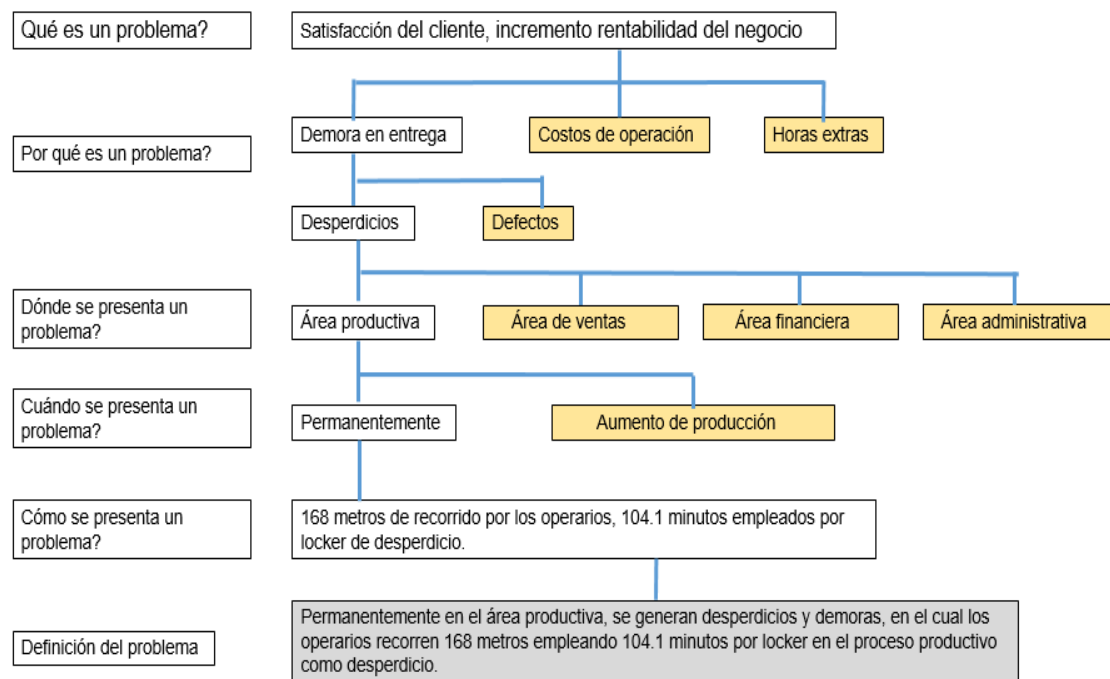 Qué es un problema?
Satisfacción del cliente, incremento rentabilidad del negocio
Por qué es un problema?
Demora en entrega
Costos de operación
Horas extras
Desperdicios
Defectos
Dónde se presenta un
problema?
Área productiva
Área de ventas
Área financiera
Área administrativa
Cuándo se presenta un
problema?
Permanentemente
Aumento de producción
Cómo se presenta un
problema?
168 metros de recorrido por los operarios, 104.1 minutos empleados por
locker de desperdicio.
Definición del problema
Permanentemente en el área productiva, se generan desperdicios y demoras, en el cual los
operarios recorren 168 metros empleando 104.1 minutos por locker en el proceso productivo
como desperdicio.